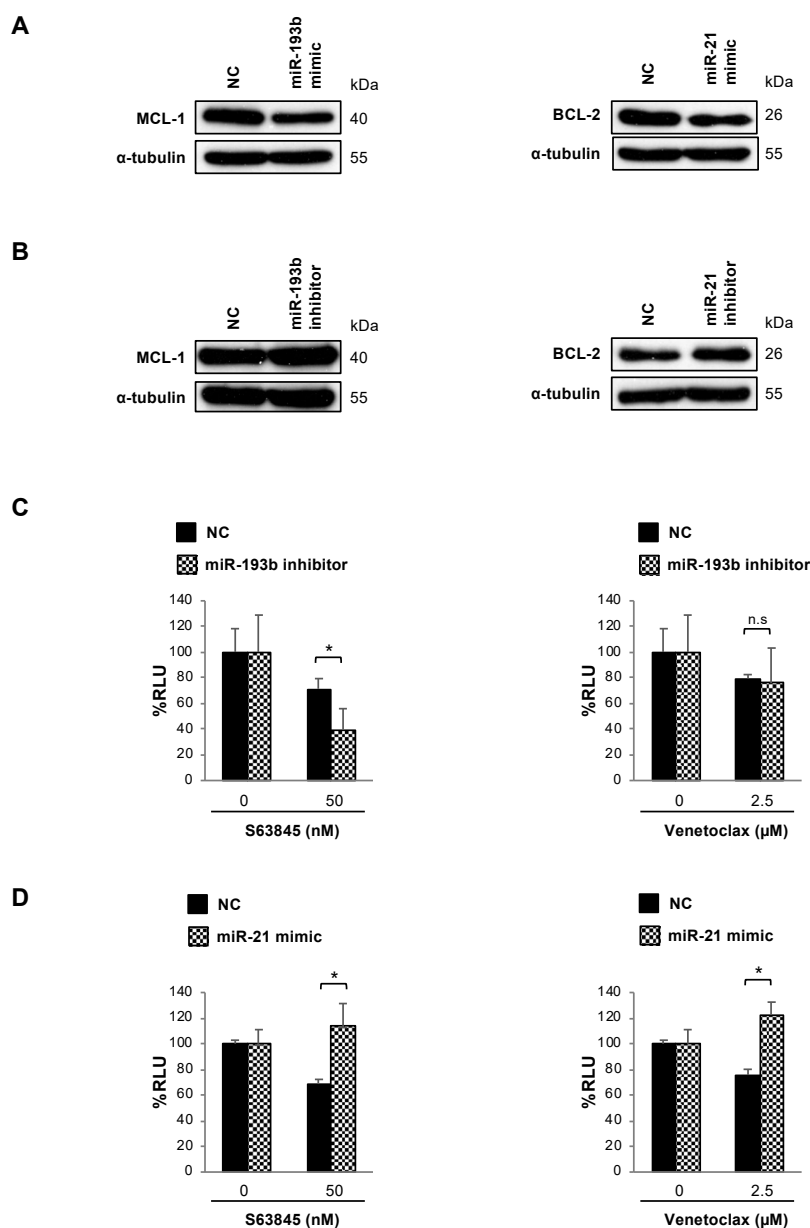 A
NC
miR-193b
mimic
kDa
MCL-1
40
α-tubulin
55
NC
miR-21
mimic
kDa
BCL-2
26
α-tubulin
55
B
NC
miR-193b
inhibitor
kDa
MCL-1
40
α-tubulin
55
NC
miR-21
inhibitor
kDa
BCL-2
26
α-tubulin
55
C
NC
miR-193b inhibitor
140
120
100
80
60
40
20
0
%RLU
*
0 50
S63845 (nM)
NC
miR-193b inhibitor
140
120
100
80
60
40
20
0
%RLU
n.s
0 2.5
Venetoclax (µM)
D
NC
miR-21 mimic
140
120
100
80
60
40
20
0
%RLU
*
0 50
S63845 (nM)
NC
miR-21 mimic
140
120
100
80
60
40
20
0
%RLU
*
0 2.5
Venetoclax (µM)